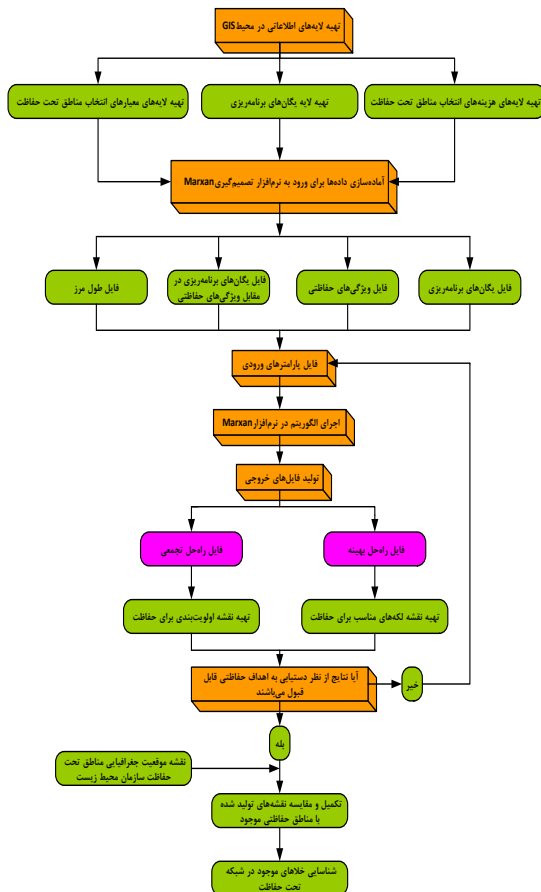 تهیه لایه‌های اطلاعاتی در محیط GIS
تهیه لایه‌های هزینه‌های انتخاب مناطق تحت حفاظت
تهیه لایه یگان‌های برنامه‌ریزی
تهیه لایه‌های معیارهای انتخاب مناطق تحت حفاظت
آماده‌سازی داده‌ها برای ورود به نرم‌افزار تصمیم‌گیری Marxan
فایل یگان‌های برنامه‌ریزی
فایل ویژگی‌های حفاظتی
فایل یگان‌های برنامه‌ریزی در
مقابل ویژگی‌های حفاظتی
فایل طول مرز
فایل پارامترهای ورودی
اجرای الگوریتم در نرم‌افزار Marxan
تولید فایل‌های خروجی
فایل راه‌حل بهینه
فایل راه‌حل تجمعی
تهیه نقشه لکه‌های مناسب برای حفاظت
تهیه نقشه اولویت‌بندی برای حفاظت
آیا نتایج از نظر دستیابی به اهداف حفاظتی قابل
قبول می‌باشند
خیر
بله
نقشه موقعیت جغرافیایی مناطق تحت
حفاظت سازمان محیط زیست
تکمیل و مقایسه نقشه‌های تولید شده
با مناطق حفاظتی موجود
شناسایی خلاهای موجود در شبکه
تحت حفاظت